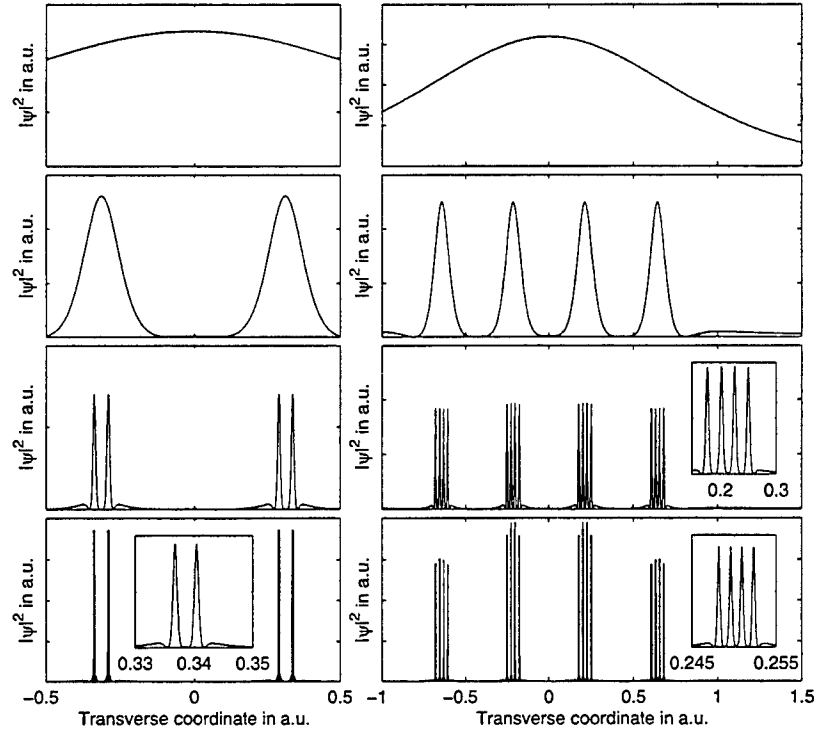 |ψ|² in a.u.
|ψ|² in a.u.
|ψ|² in a.u.
|ψ|² in a.u.
|ψ|² in a.u.
|ψ|² in a.u.
0.2 0.3
|ψ|² in a.u.
0.33 0.34 0.35
|ψ|² in a.u.
0.245 0.255
−0.5 0 0.5
−1 −0.5 0 0.5 1 1.5
Transverse coordinate in a.u.
Transverse coordinate in a.u.